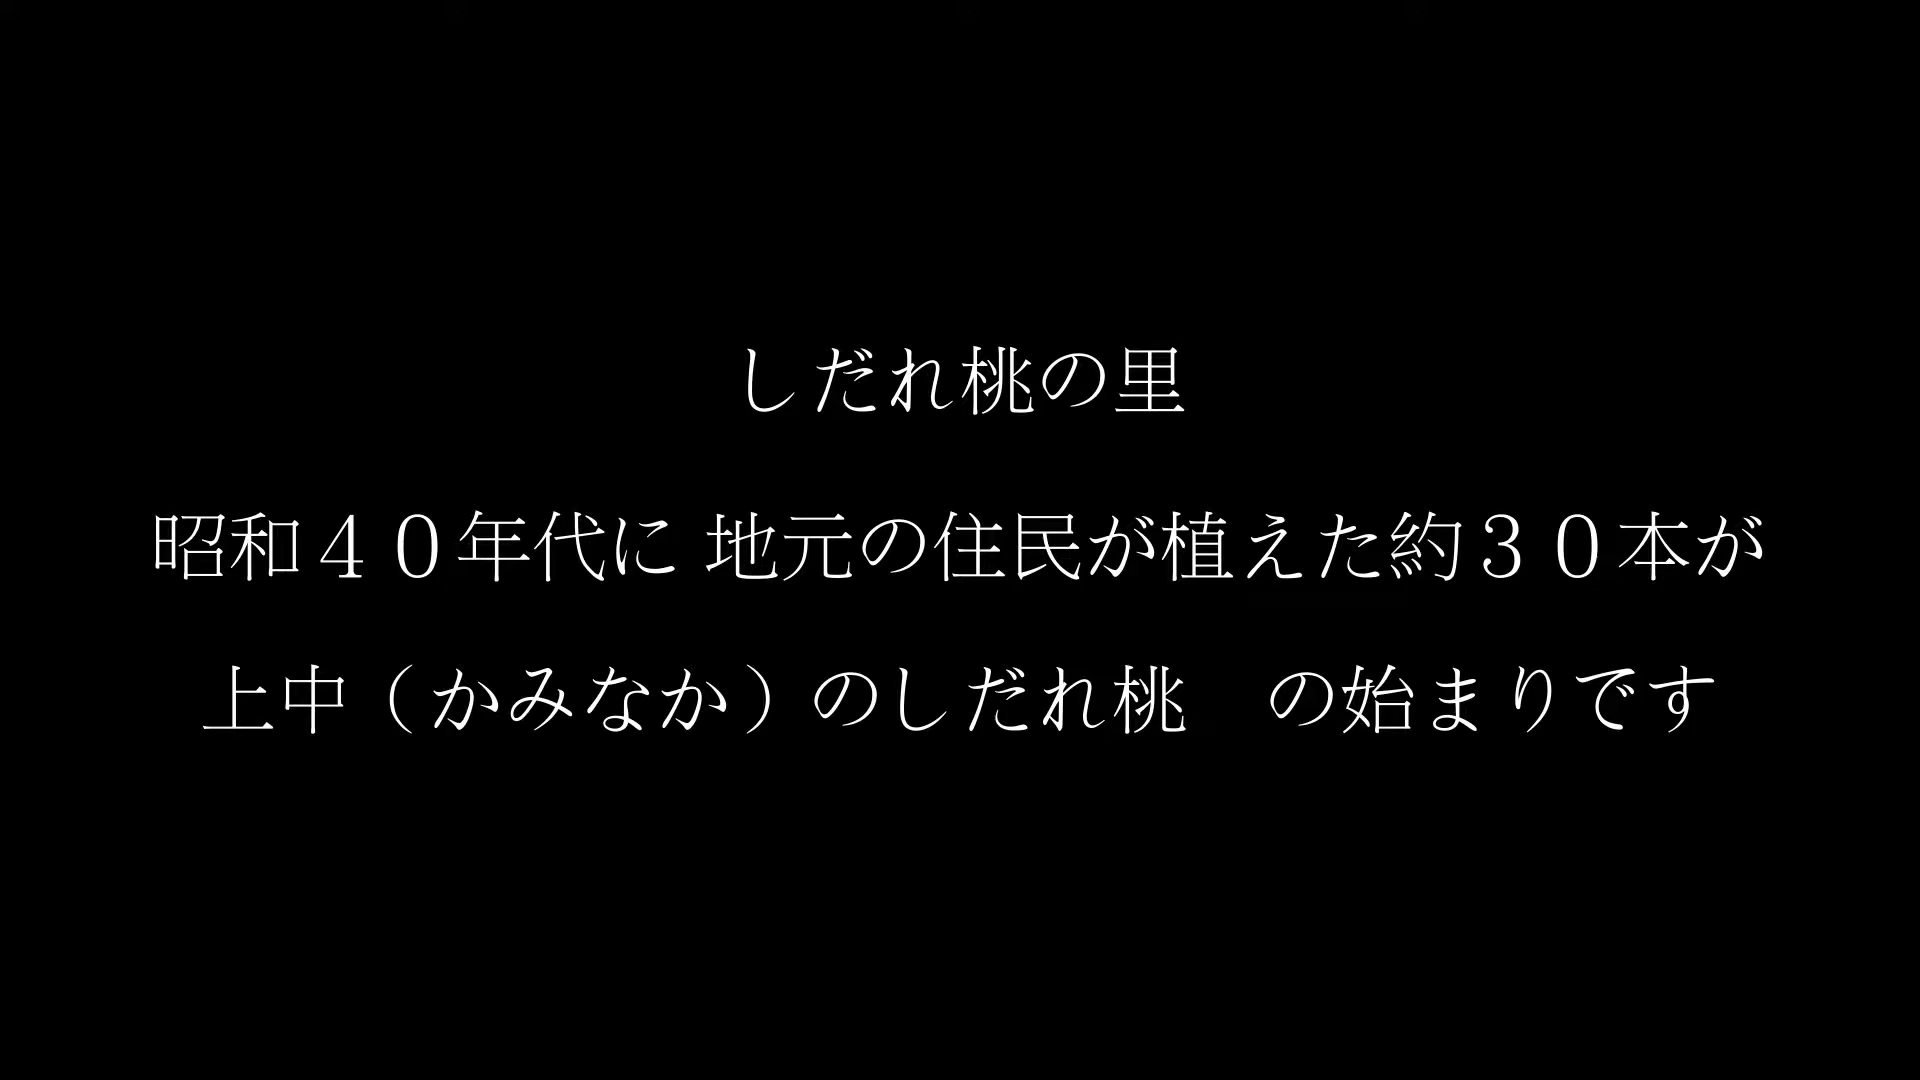 しだれ桃の里
昭和４０年代に 地元の住民が植えた約３０本が
上中（かみなか）のしだれ桃　の始まりです